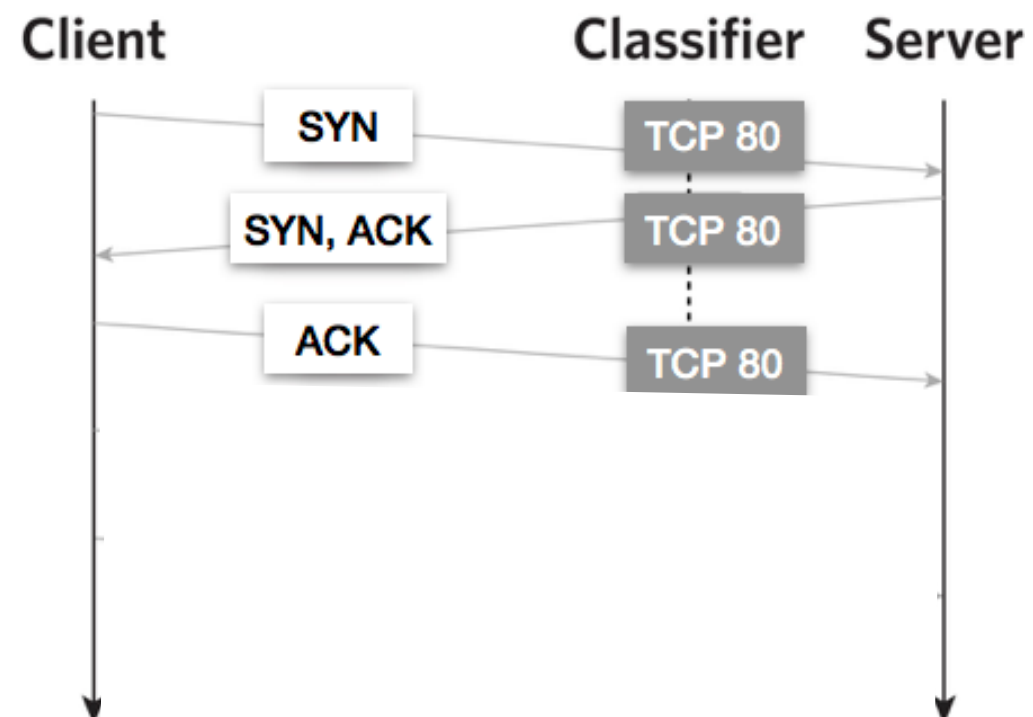 Client Classifier Server
SYN TCP 80
SYN, ACK TCP 80
ACK TCP 80